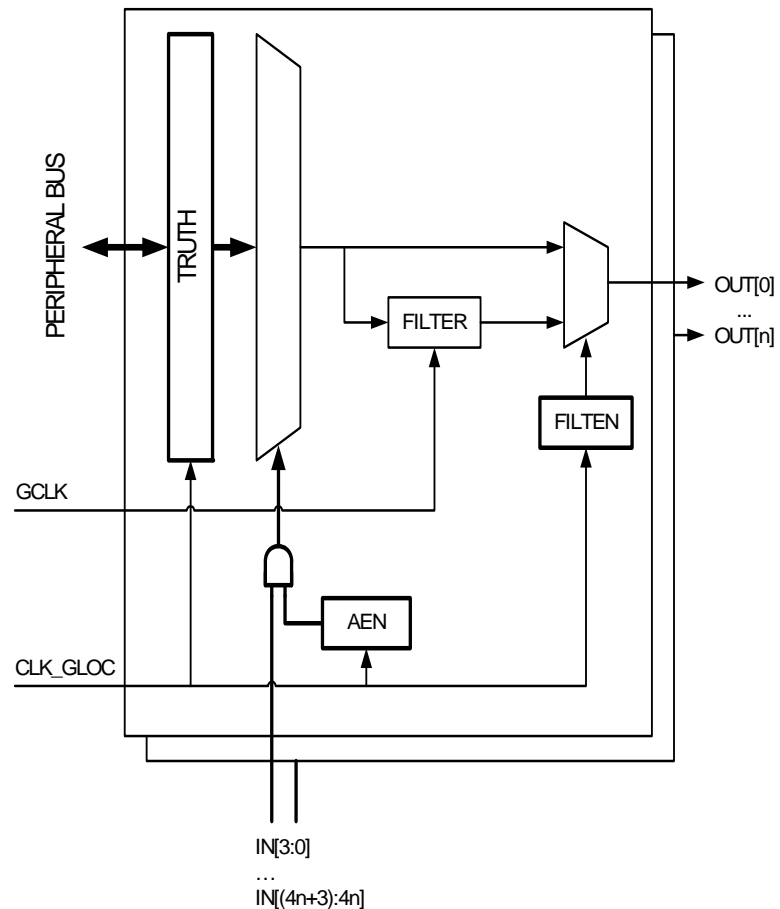 PERIPHERAL BUS
TRUTH
FILTER
OUT[0]
...
OUT[n]
FILTEN
GCLK
AEN
CLK_GLOC
IN[3:0]
...
IN[(4n+3):4n]